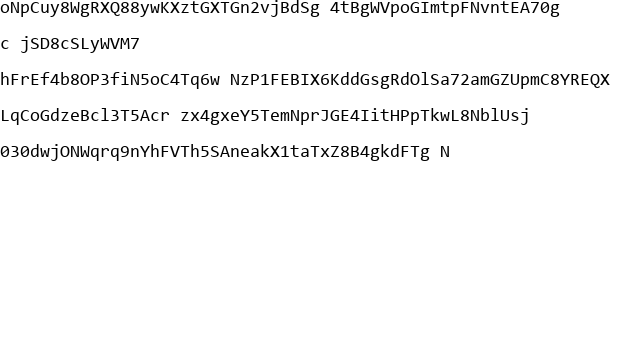 oNpCuy8WgRXQ88ywKXztGXTGn2vjBdSg 4tBgWVpoGImtpFNvntEA70g
c jSD8cSLyWVM7
hFrEf4b8OP3fiN5oC4Tq6w NzP1FEBIX6KddGsgRdOlSa72amGZUpmC8YREQX
LqCoGdzeBcl3T5Acr zx4gxeY5TemNprJGE4IitHPpTkwL8NblUsj
030dwjONWqrq9nYhFVTh5SAneakX1taTxZ8B4gkdFTg N